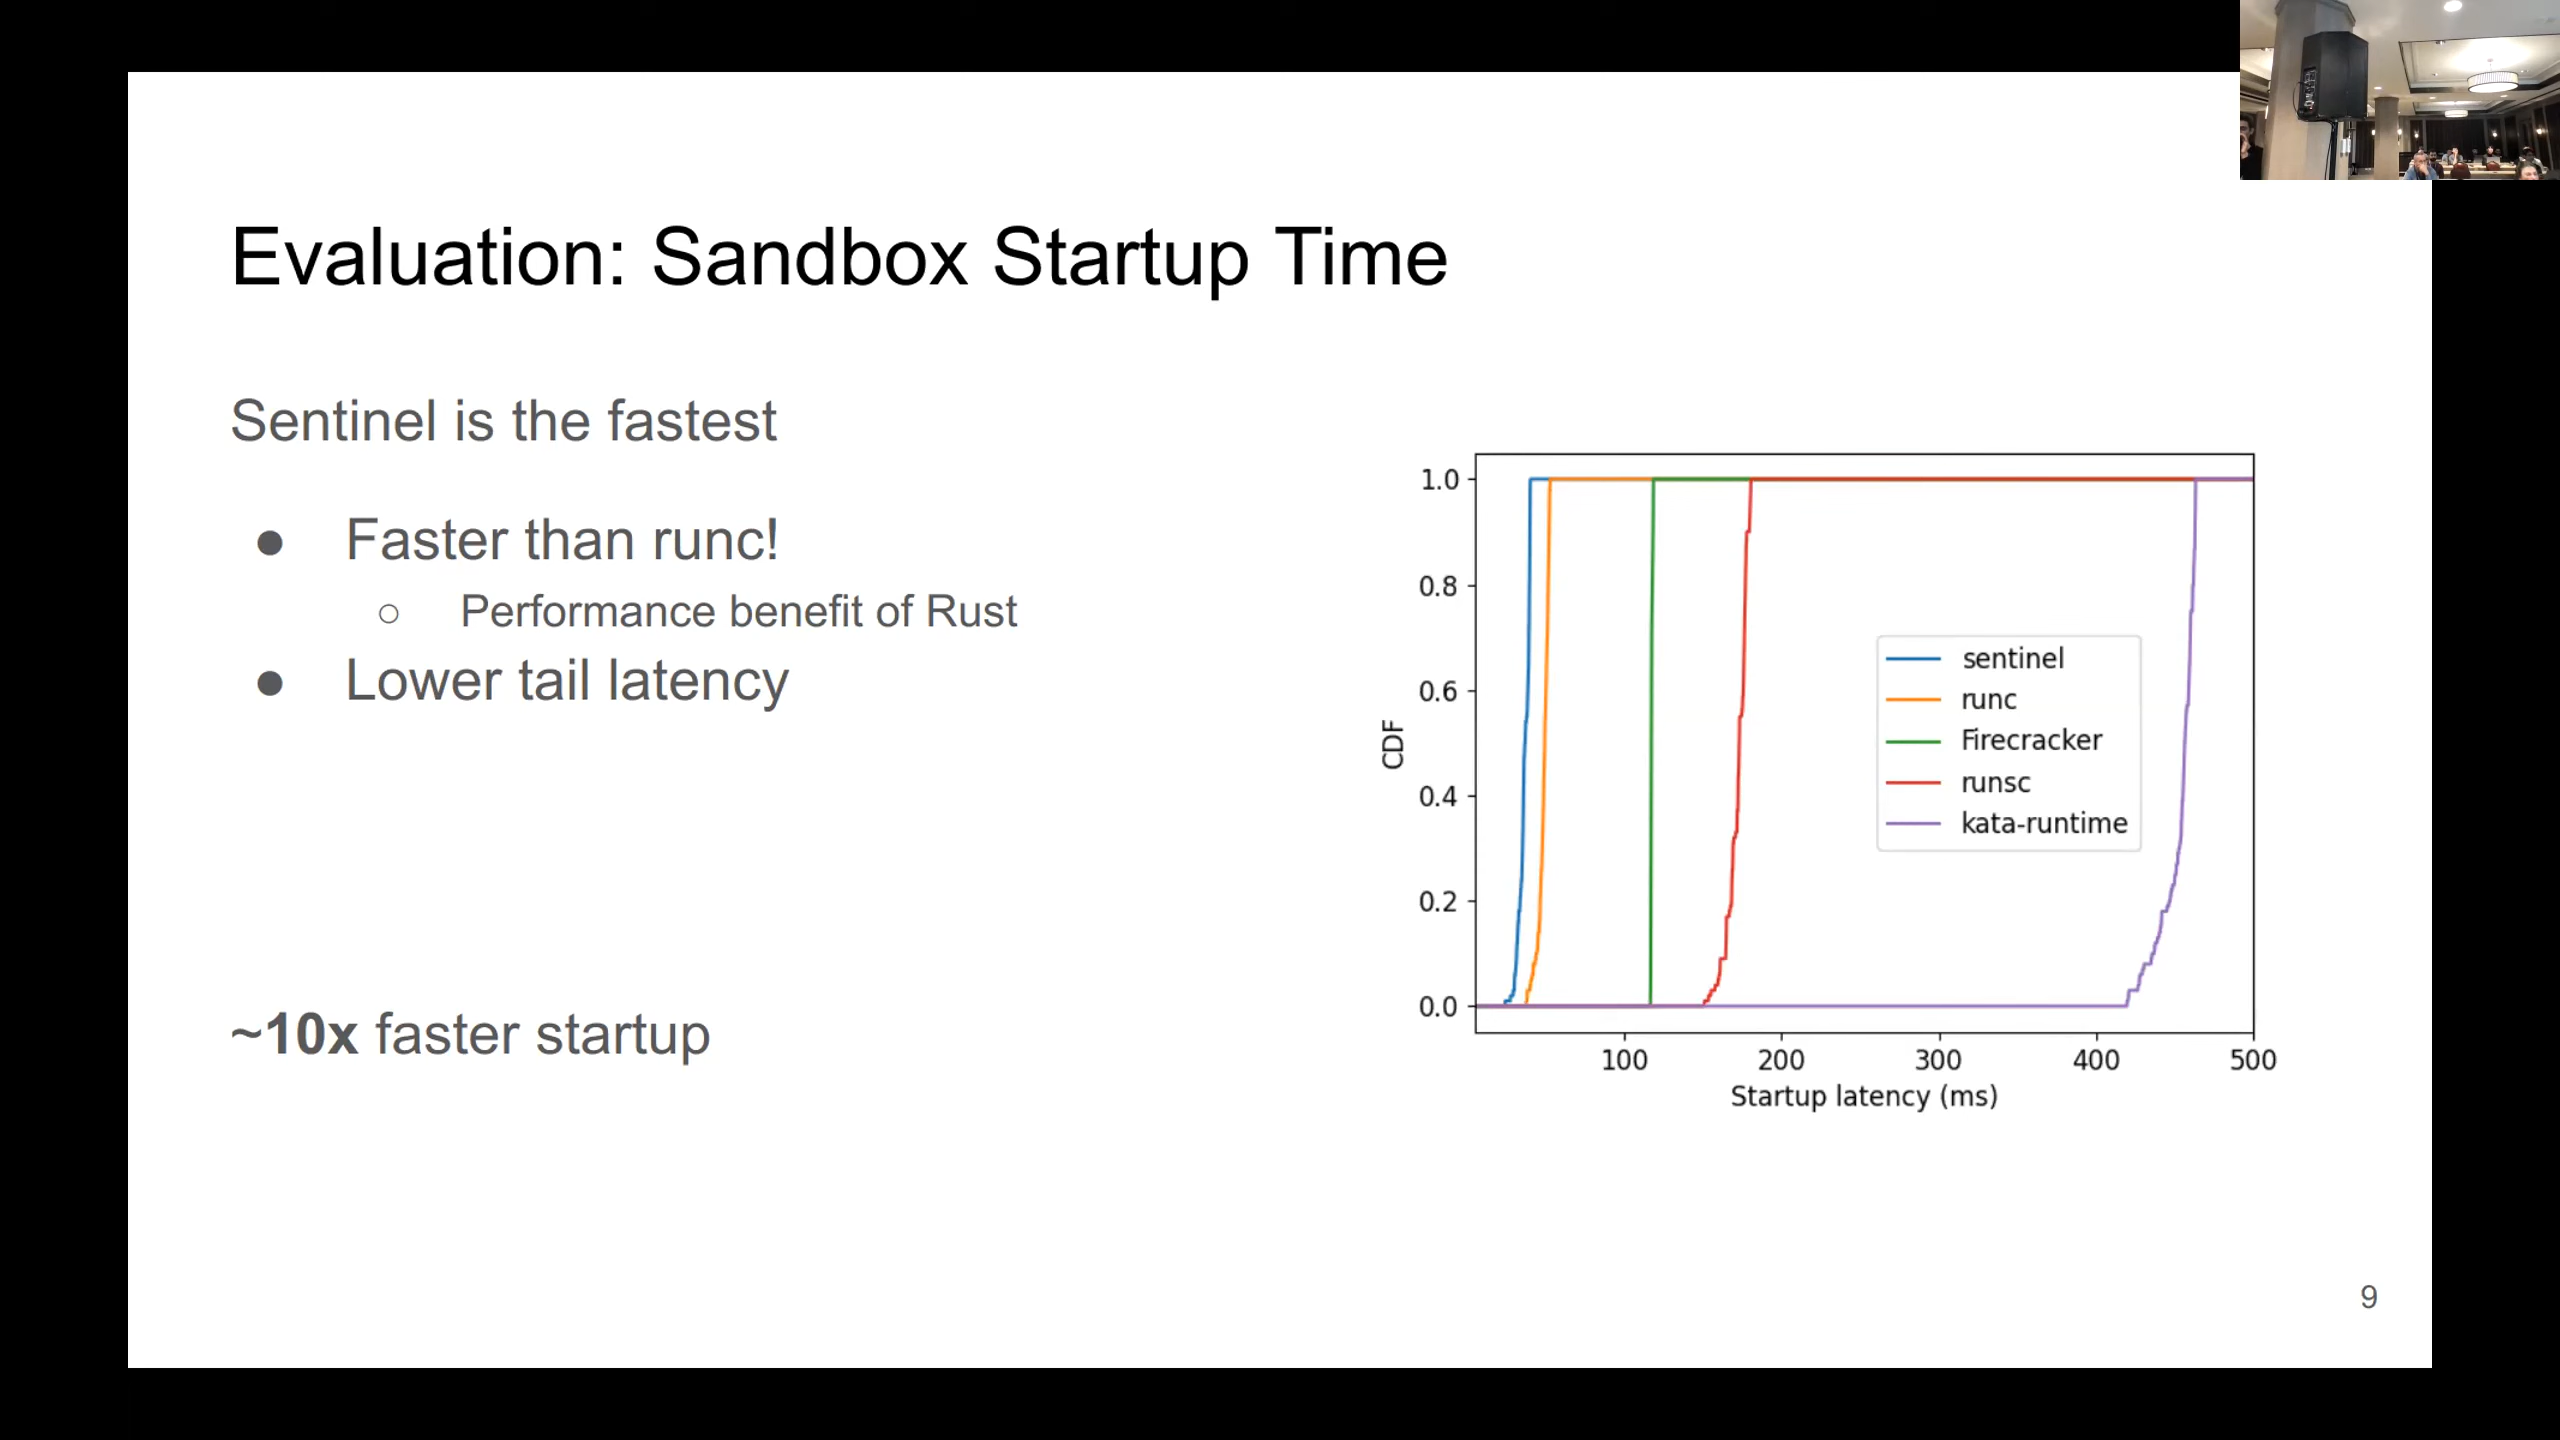 Evaluation: Sandbox Startup Time
Sentinel is the fastest
● Faster than runc!
○ Performance benefit of Rust
● Lower tail latency
~10x faster startup
1.0
0.8
0.6
0.4
0.2
0.0
CDF
sentinel
runc
Firecracker
runsc
kata-runtime
100 200 300 400 500
Startup latency (ms)
9